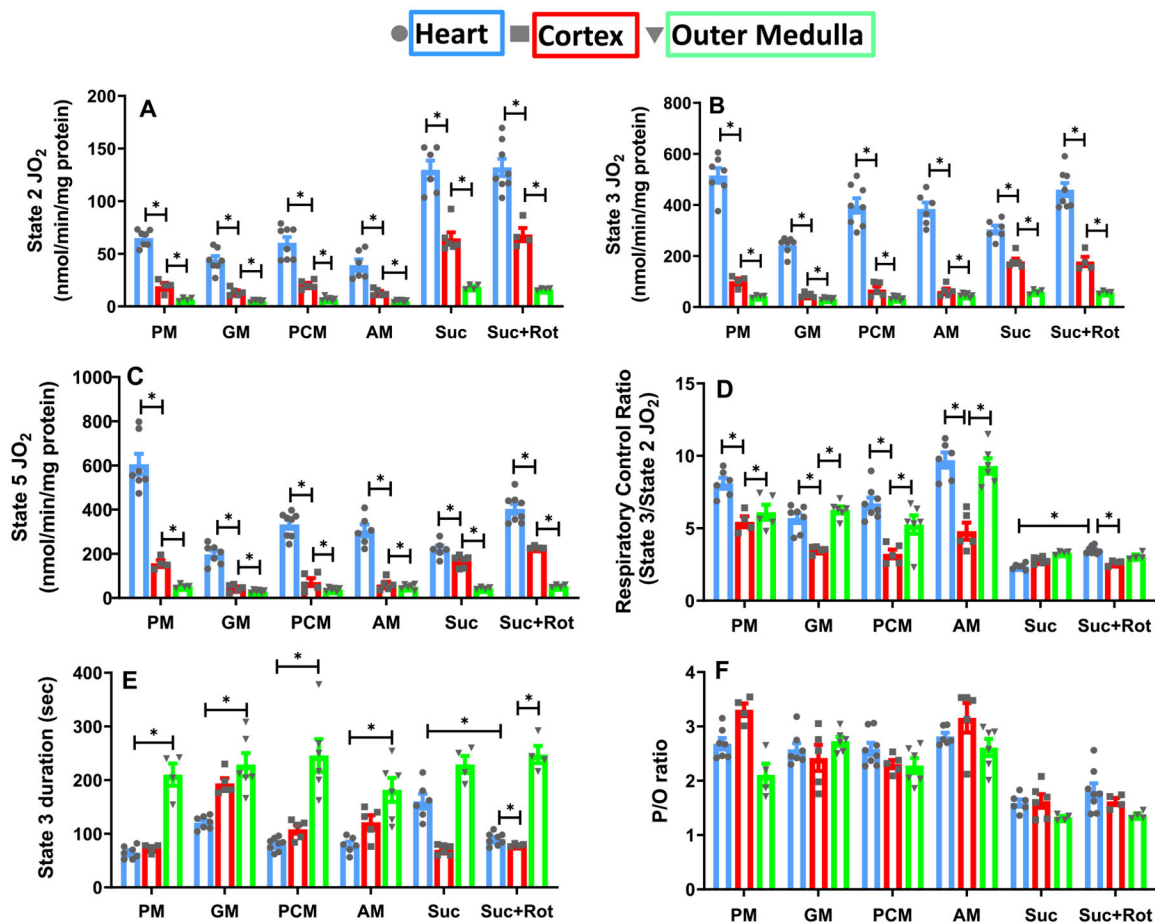 Heart Cortex Outer Medulla
A
State 2 JO₂
(nmol/min/mg protein)
200
150
100
50
0
* * * * * * * * * * * *
PM GM PCM AM Suc Suc+Rot
B
State 3 JO₂
(nmol/min/mg protein)
800
600
400
200
0
* * * * * * * * * * * *
PM GM PCM AM Suc Suc+Rot
C
State 5 JO₂
(nmol/min/mg protein)
1000
800
600
400
200
0
* * * * * * * * * * * *
PM GM PCM AM Suc Suc+Rot
D
Respiratory Control Ratio
(State 3/State 2 JO₂)
15
10
5
0
* * * * * * * * * *
PM GM PCM AM Suc Suc+Rot
E
State 3 duration (sec)
400
300
200
100
0
* * * * * * *
PM GM PCM AM Suc Suc+Rot
F
P/O ratio
4
3
2
1
0
PM GM PCM AM Suc Suc+Rot